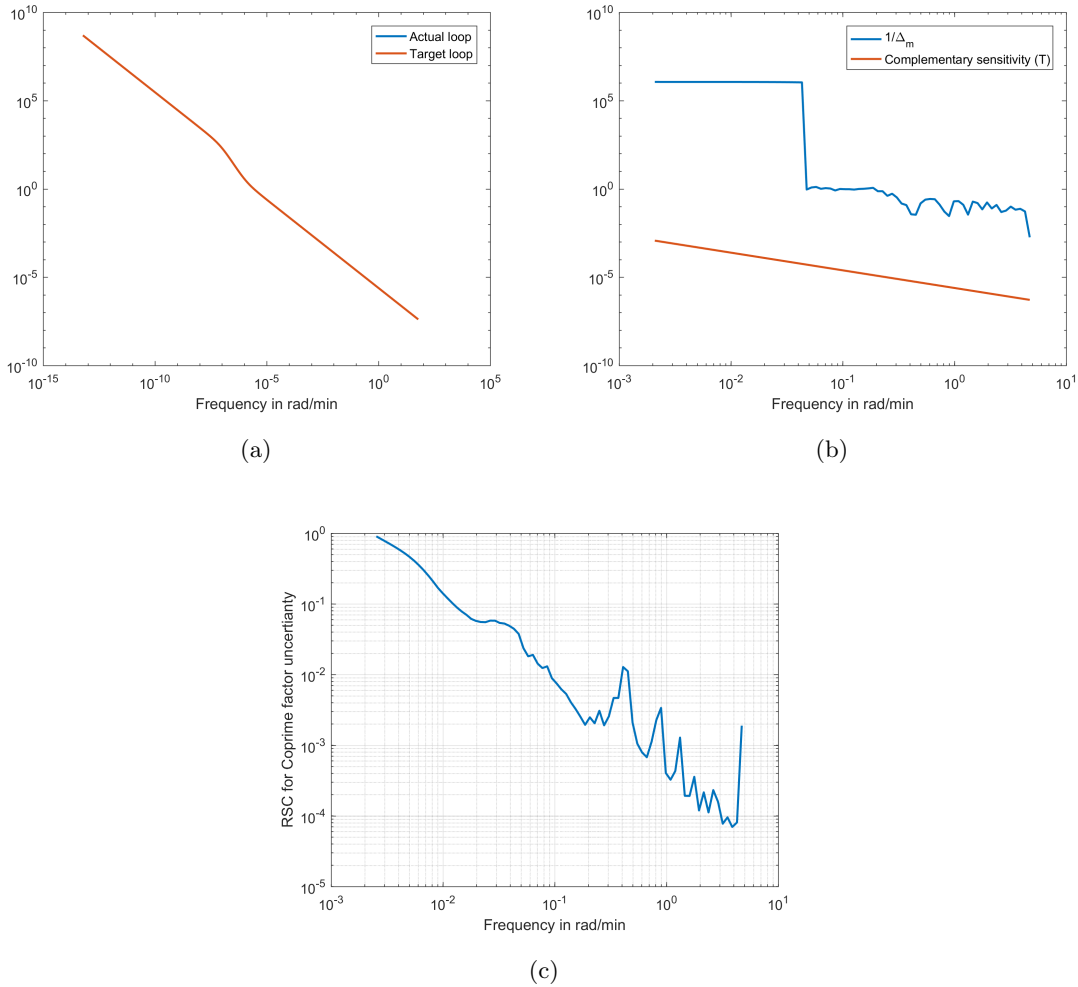 10^10
10^5
10^0
10^-5
10^-10
10^-15
10^-10
10^-5
10^0
10^5
Frequency in rad/min
Actual loop
Target loop
(a)
10^10
10^5
10^0
10^-5
10^-10
10^-3
10^-2
10^-1
10^0
10^1
Frequency in rad/min
1/Δ_m
Complementary sensitivity (T)
(b)
RSC for Coprime factor uncertianty
10^0
10^-1
10^-2
10^-3
10^-4
10^-5
10^-3
10^-2
10^-1
10^0
10^1
Frequency in rad/min
(c)